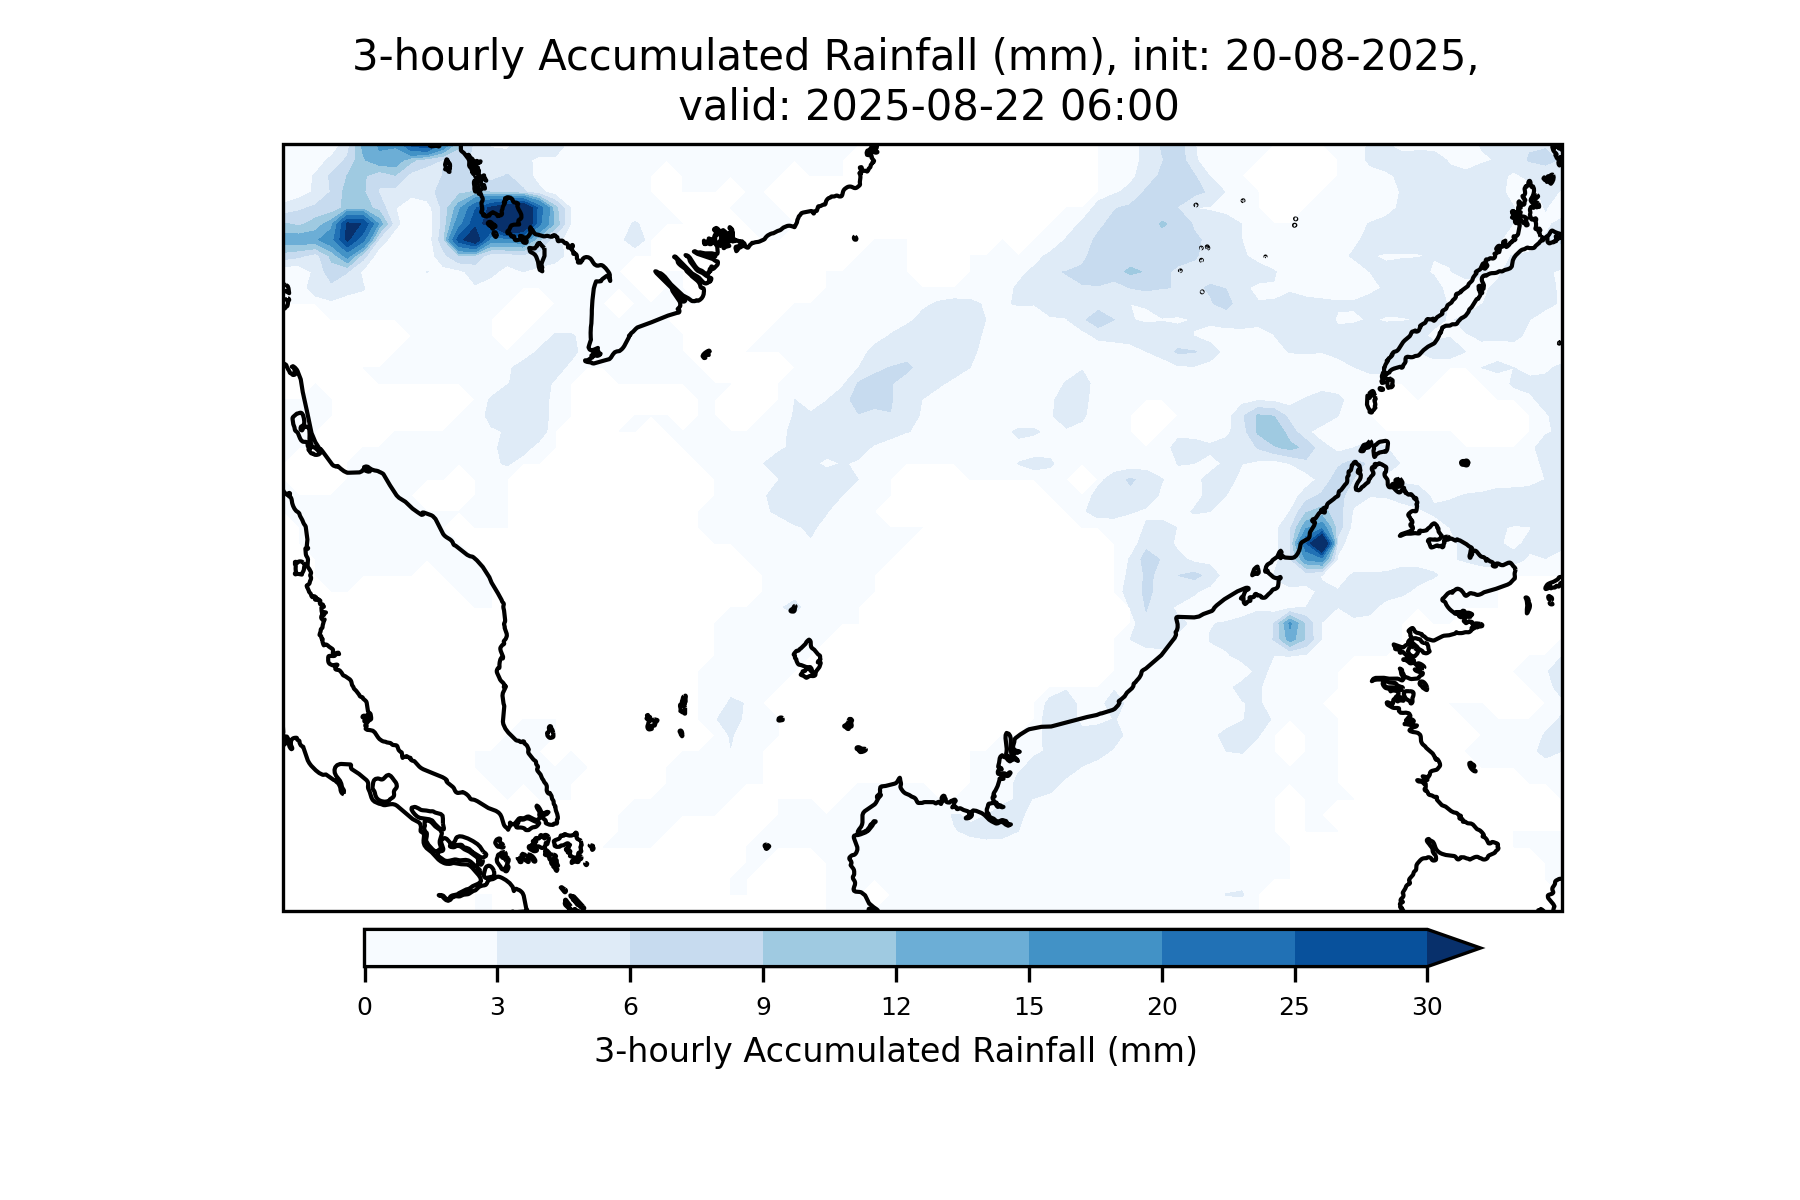 3-hourly Accumulated Rainfall (mm), init: 20-08-2025,
valid: 2025-08-22 06:00
0 3 6 9 12 15 20 25 30
3-hourly Accumulated Rainfall (mm)